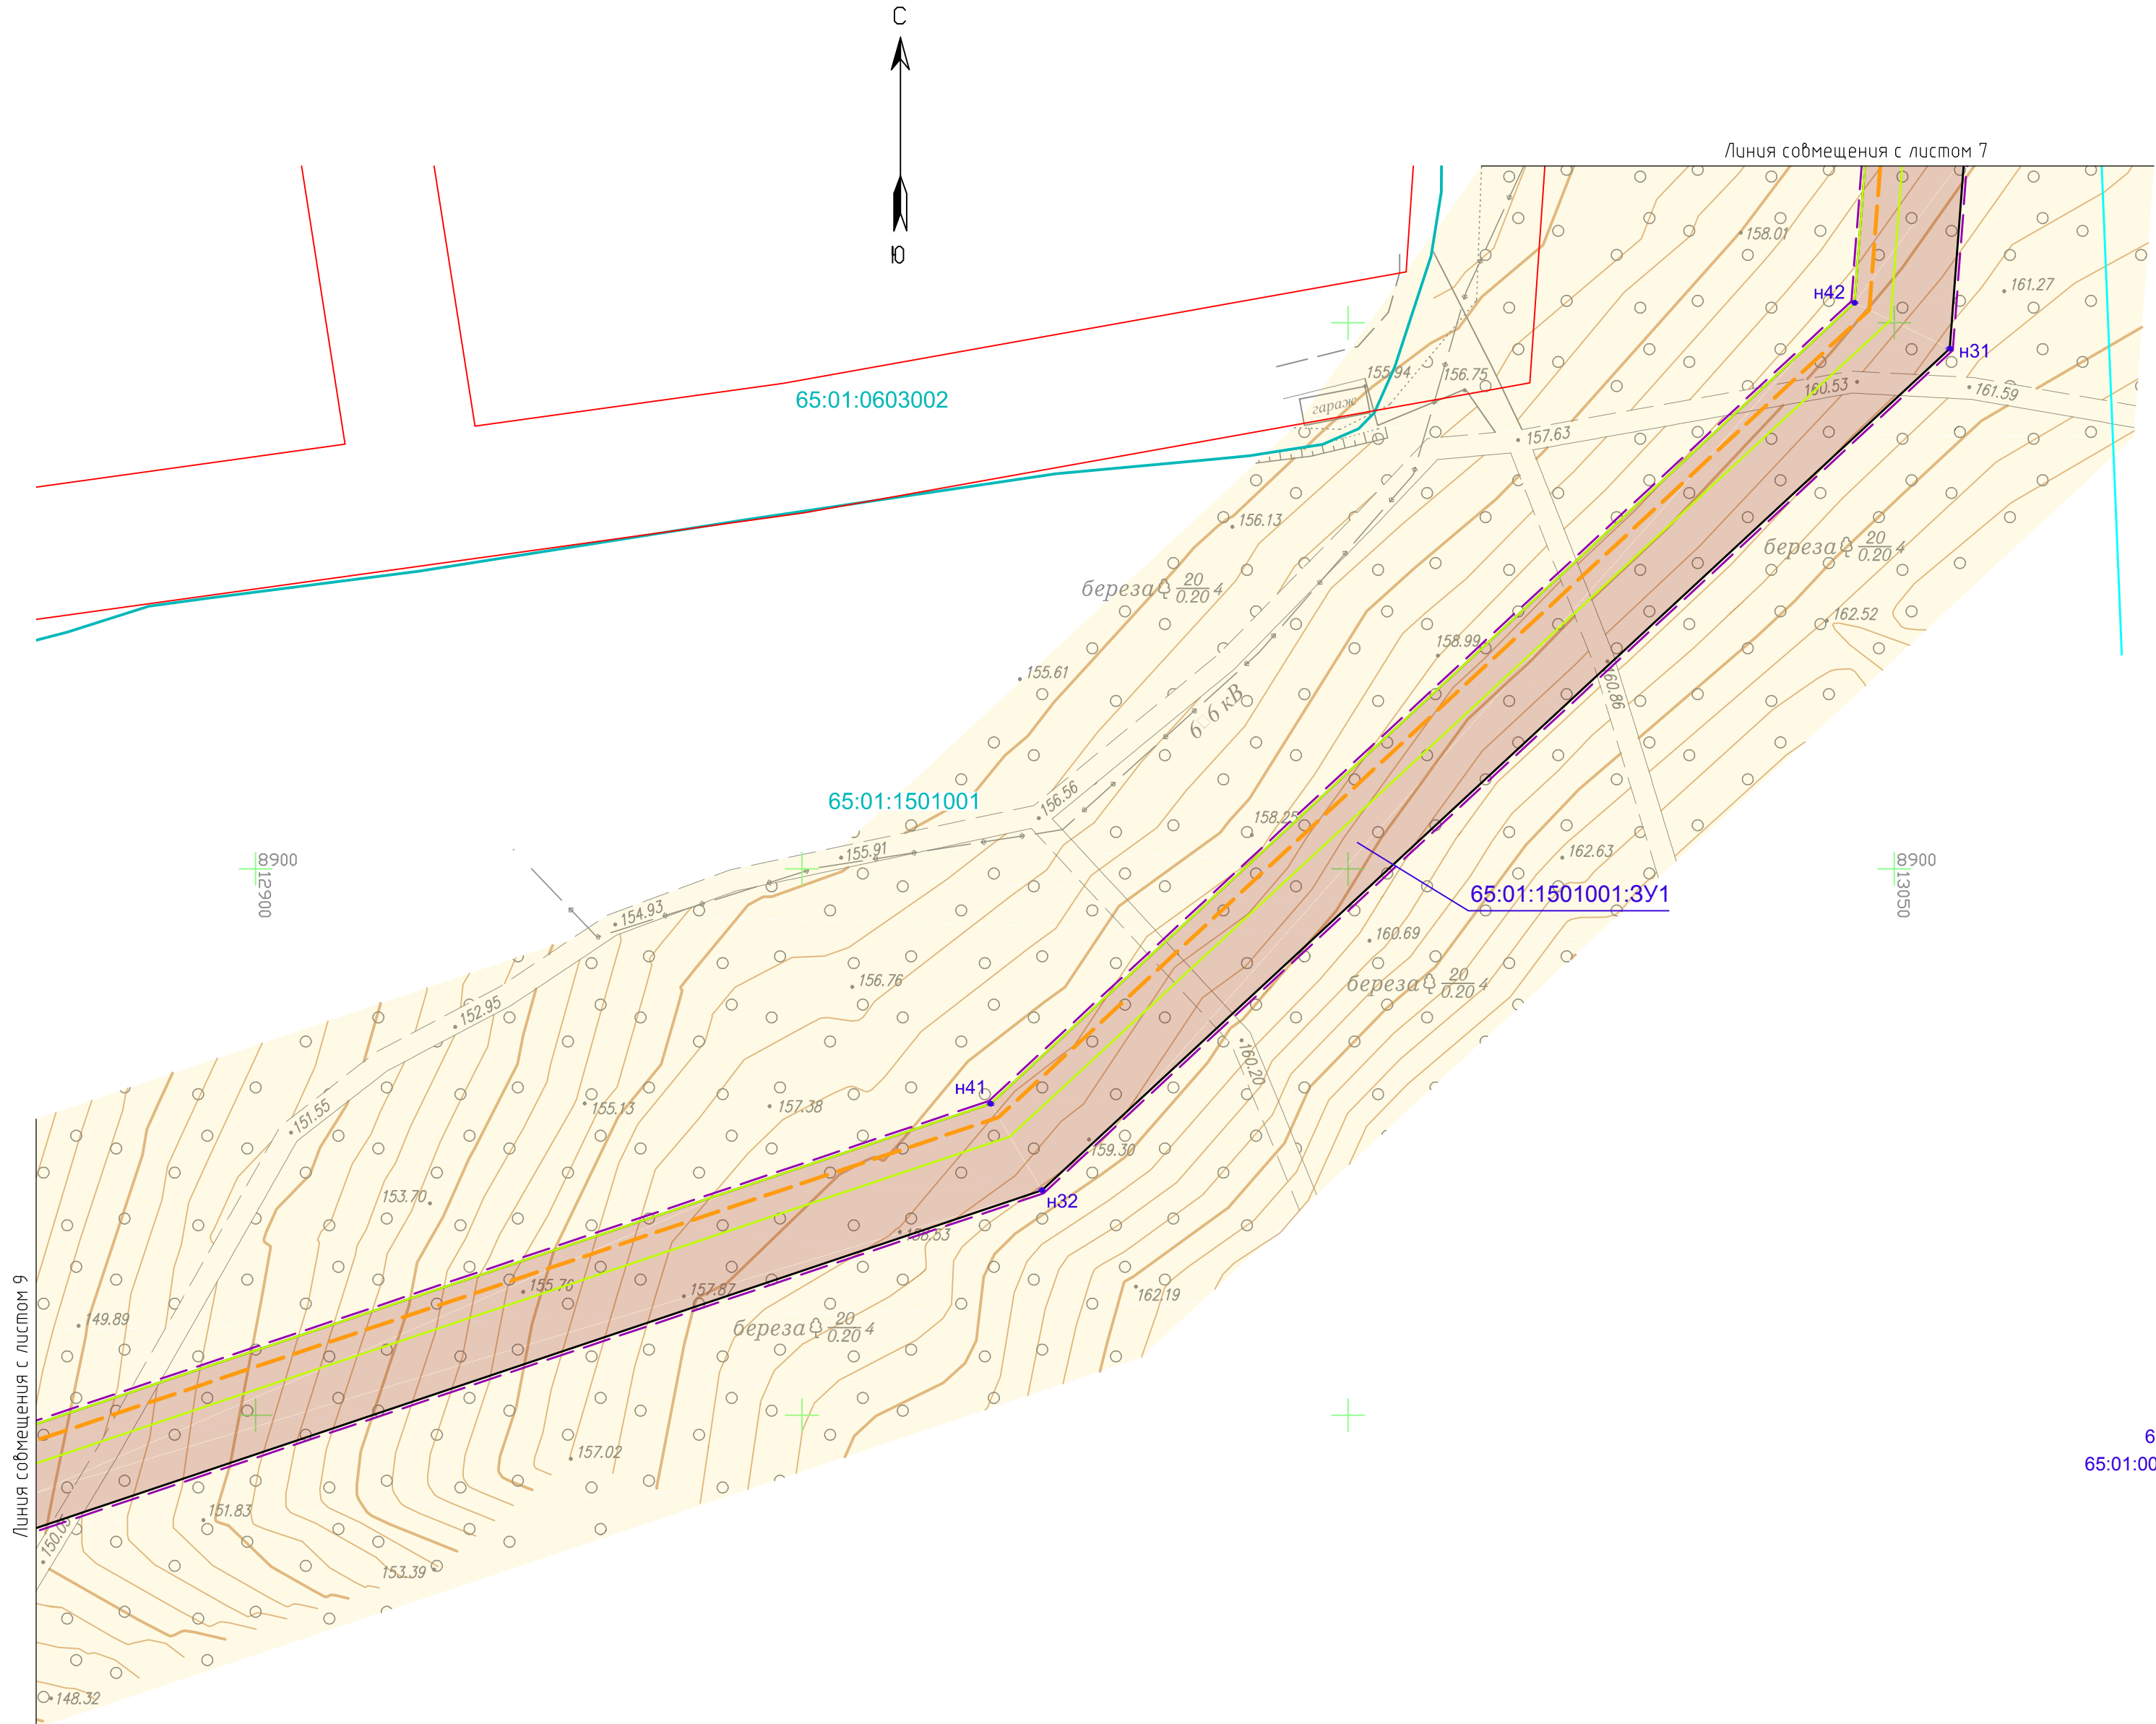 С
Ю
Линия совмещения с листом 7
158.01
161.27
н42
н31
155.94
156.75
160.53
161.59
65:01:0603002
гараж
157.63
156.13
береза 20 0.20 4
береза 20 0.20 4
162.52
158.99
155.61
160.86
6 6 кВ
65:01:1501001
156.56
158.25
155.91
162.63
8900
12900
8900
13050
65:01:1501001:ЗУ1
154.93
160.69
156.76
береза 20 0.20 4
152.95
160.20
н41
155.13
157.38
151.55
159.30
153.70
н32
162.19
155.76
157.87
149.89
береза 20 0.20 4
Линия совмещения с листом 9
157.02
6
65:01:00
151.83
153.39
148.32